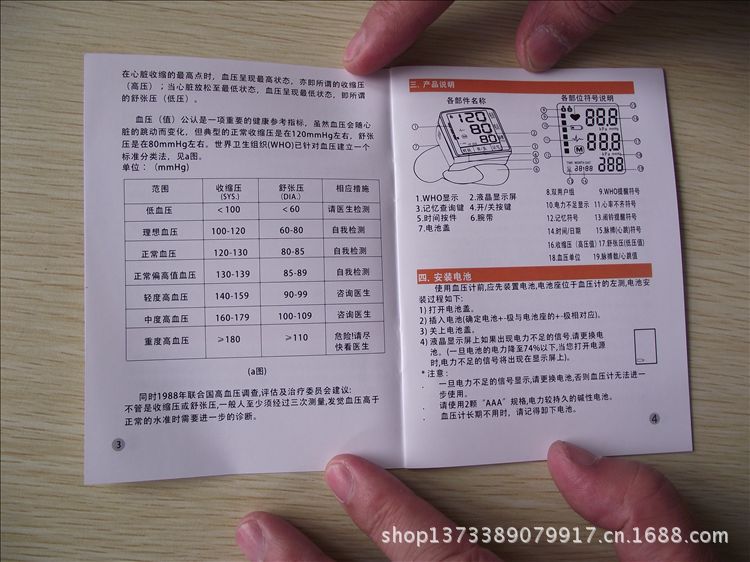 在心脏收缩的最高点时，血压呈现最高状态，亦即所谓的收缩压
（高压）；当心脏放松至最低状态，血压呈现最低状态，即所谓
的舒张压（低压）。
血压（值）公认是一项重要的健康参考指标，虽然血压会随心
脏的跳动而变化，但典型的正常收缩是在120mmHg左右，舒张
压是在80mmHg左右。世界卫生组织(WHO)已针对血压建立一个
标准分类法，见a图。
单位：（mmHg)
范围 收缩压 (SYS.) 舒张压 (DIA.) 相应措施
低血压 ＜100 ＜60 请医生检测
理想血压 100-120 60-80 自我检测
正常血压 120-130 80-85 自我检测
正常偏高值血压 130-139 85-89 自我检测
轻度高血压 140-159 90-99 咨询医生
中度高血压 160-179 100-109 咨询医生
重度高血压 ≥180 ≥110 危险!请尽快看医生
(a图)
同时1988年联合国高血压调查,评估及治疗委员会建议:
不管是收缩压或舒张压,一般人至少须经过三次测量,发觉血压高于
正常的水准时需要进一步的诊断。
3
三. 产品说明
各部件名称 各部位符号说明
1.WHO显示 2.液晶显示屏
3.记忆查询键 4.开/关按键
5.时间按件 6.腕带
7.电池盖
8.双用户组 9.WHO提醒符号
10.电力不足显示 11.心率不齐符号
12.记忆符号 13.闹铃提醒符号
14.时间/日期 15.脉搏(心跳)符号
16.收缩压（高压值）17.舒张压(低压值)
18.血压单位 19.脉搏数/心跳值
四. 安装电池
使用血压计前,应先装置电池,电池座位于血压计的左测,电池安
装过程如下:
1) 打开电池盖。
2) 插入电池(确定电池+-极与电池座的+-极相对应)。
3) 关上电池盖。
4) 液晶显示屏上如果出现电力不足的信号.请更换电
池。(一旦电池的电力降至74%以下,当您打开电源
时,电力不足的信号将出现在显示屏上)。
* 注意：
. 一旦电力不足的信号显示,请更换电池,否则血压计无法进一
步使用。
. 请使用2颗 "AAA" 规格,电力较持久的碱性电池。
. 血压计长期不用时，请记得卸下电池。
4
shop1373389079917.cn.1688.com